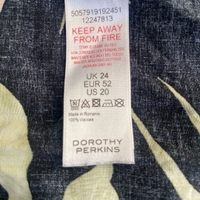 5057919192451
12247813
KEEP AWAY
FROM FIRE
UK 24
EUR 52
US 20
Made in Romania
100% Viscose
DOROTHY
PERKINS